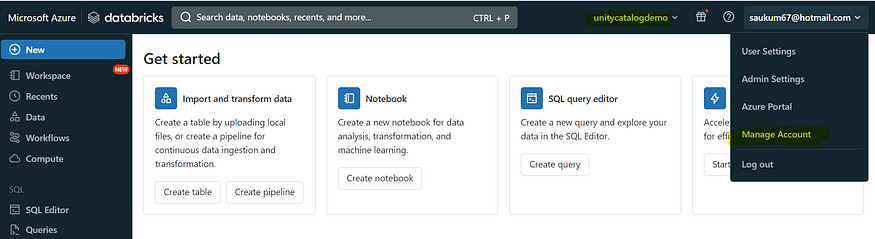 Microsoft Azure databricks Search data, notebooks, recents, and more... CTRL + P unitycatalogdemo saukum67@hotmail.com
New
Workspace NEW
Recents
Data
Workflows
Compute
SQL
SQL Editor
Queries
Get started
Import and transform data
Create a table by uploading local
files, or create a pipeline for
continuous data ingestion and
transformation.
Create table Create pipeline
Notebook
Create a new notebook for data
analysis, transformation, and
machine learning.
Create notebook
SQL query editor
Create a new query and explore your
data in the SQL Editor.
Create query
Accele
for effi
Start
User Settings
Admin Settings
Azure Portal
Manage Account
Log out